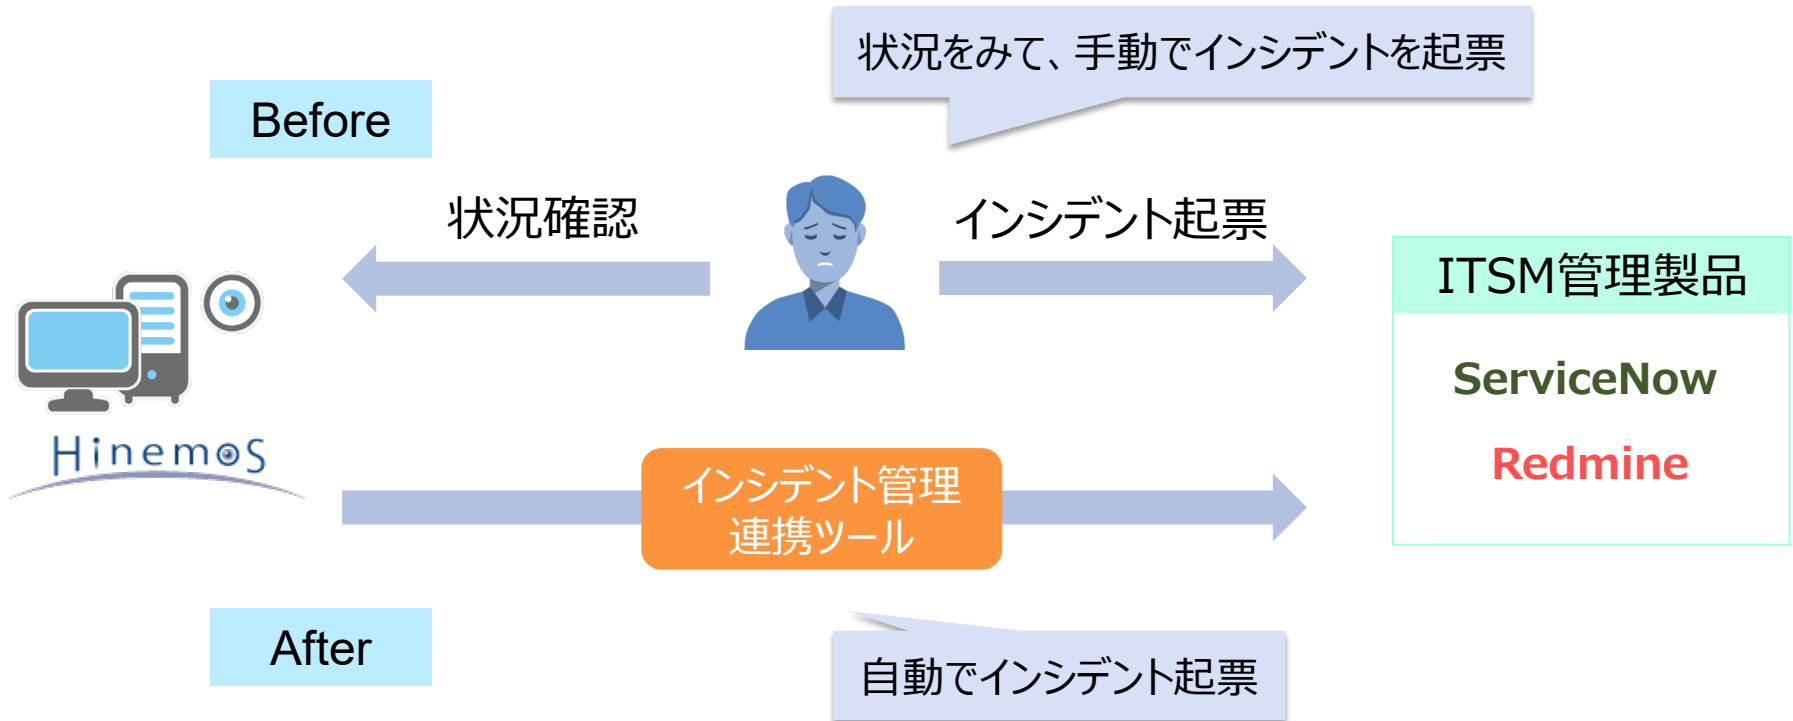 状況をみて、手動でインシデントを起票
Before
状況確認
インシデント起票
ITSM管理製品
ServiceNow
Redmine
Hinemos
インシデント管理
連携ツール
After
自動でインシデント起票